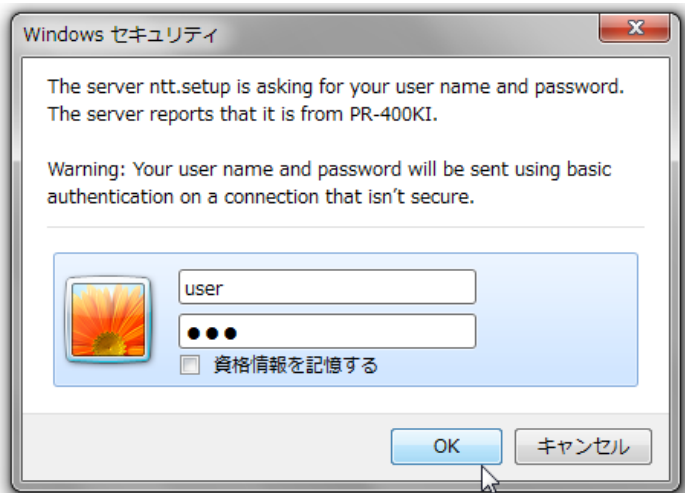 Windows セキュリティ
The server ntt.setup is asking for your user name and password.
The server reports that it is from PR-400KI.
Warning: Your user name and password will be sent using basic
authentication on a connection that isn't secure.
user
●●●
資格情報を記憶する
OK
キャンセル